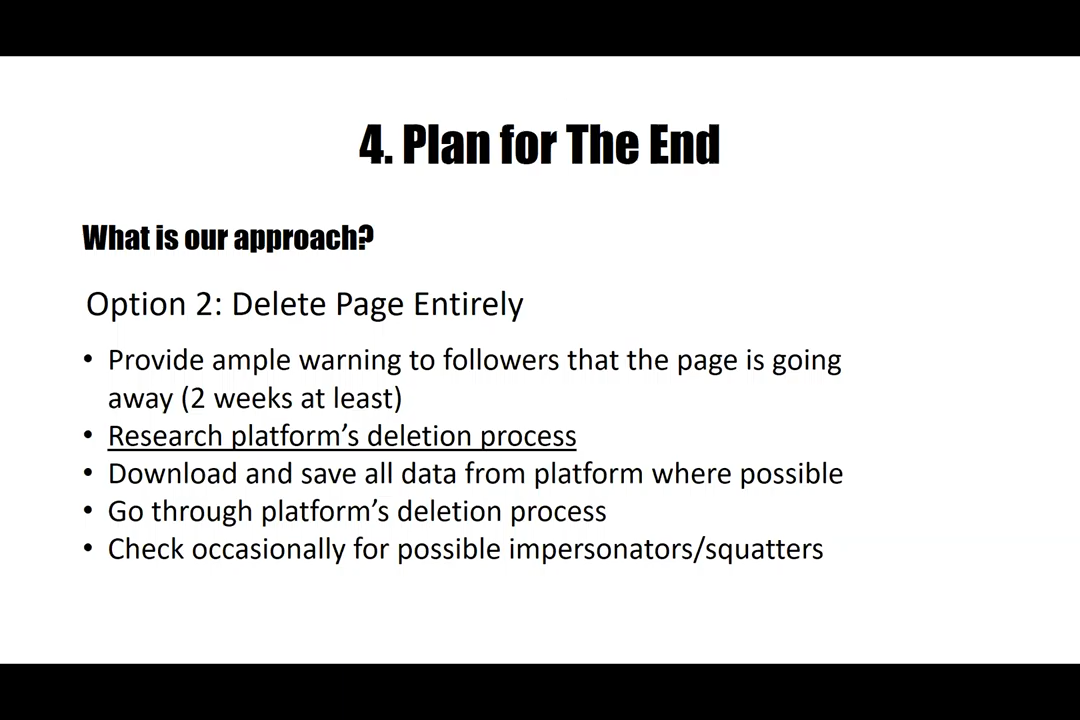 4. Plan for The End
What is our approach?
Option 2: Delete Page Entirely
• Provide ample warning to followers that the page is going
away (2 weeks at least)
• Research platform’s deletion process
• Download and save all data from platform where possible
• Go through platform’s deletion process
• Check occasionally for possible impersonators/squatters